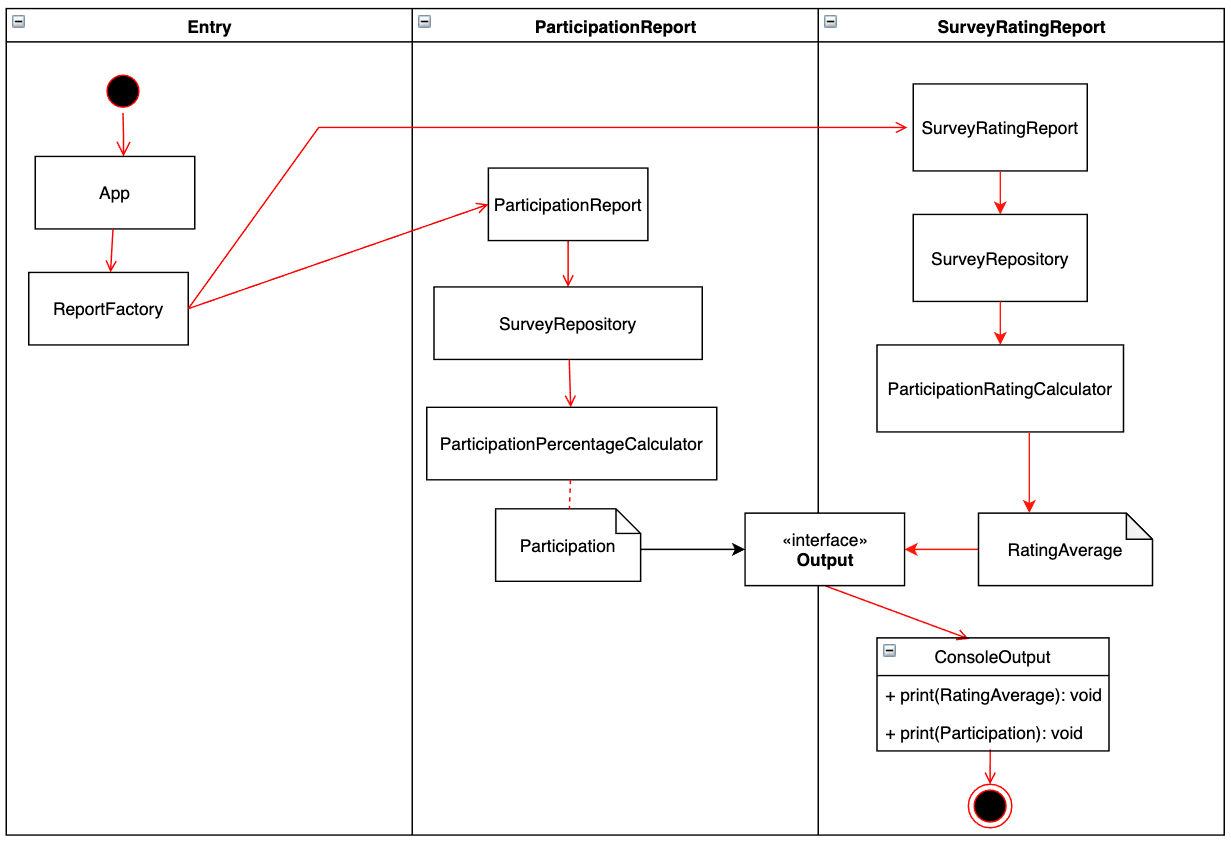 Entry
ParticipationReport
SurveyRatingReport
App
ReportFactory
ParticipationReport
SurveyRepository
ParticipationPercentageCalculator
Participation
SurveyRatingReport
SurveyRepository
ParticipationRatingCalculator
RatingAverage
«interface»
Output
ConsoleOutput
+ print(RatingAverage): void
+ print(Participation): void